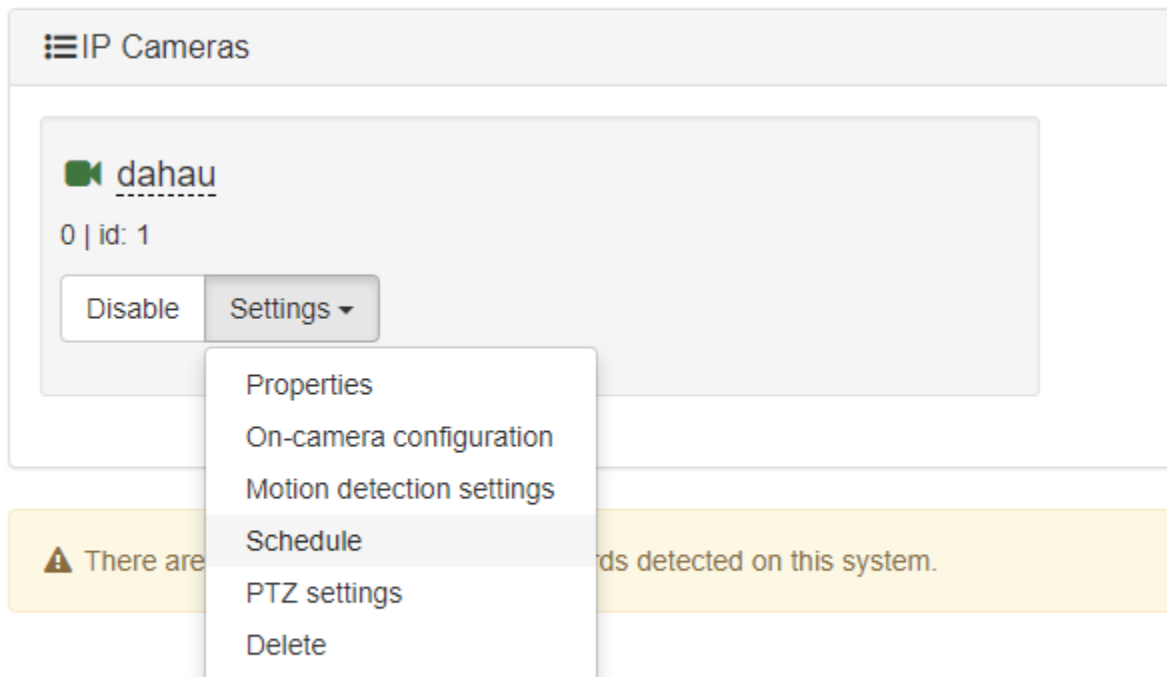 IP Cameras
dahau
0 | id: 1
Disable Settings
Properties
On-camera configuration
Motion detection settings
Schedule
There are rds detected on this system.
PTZ settings
Delete